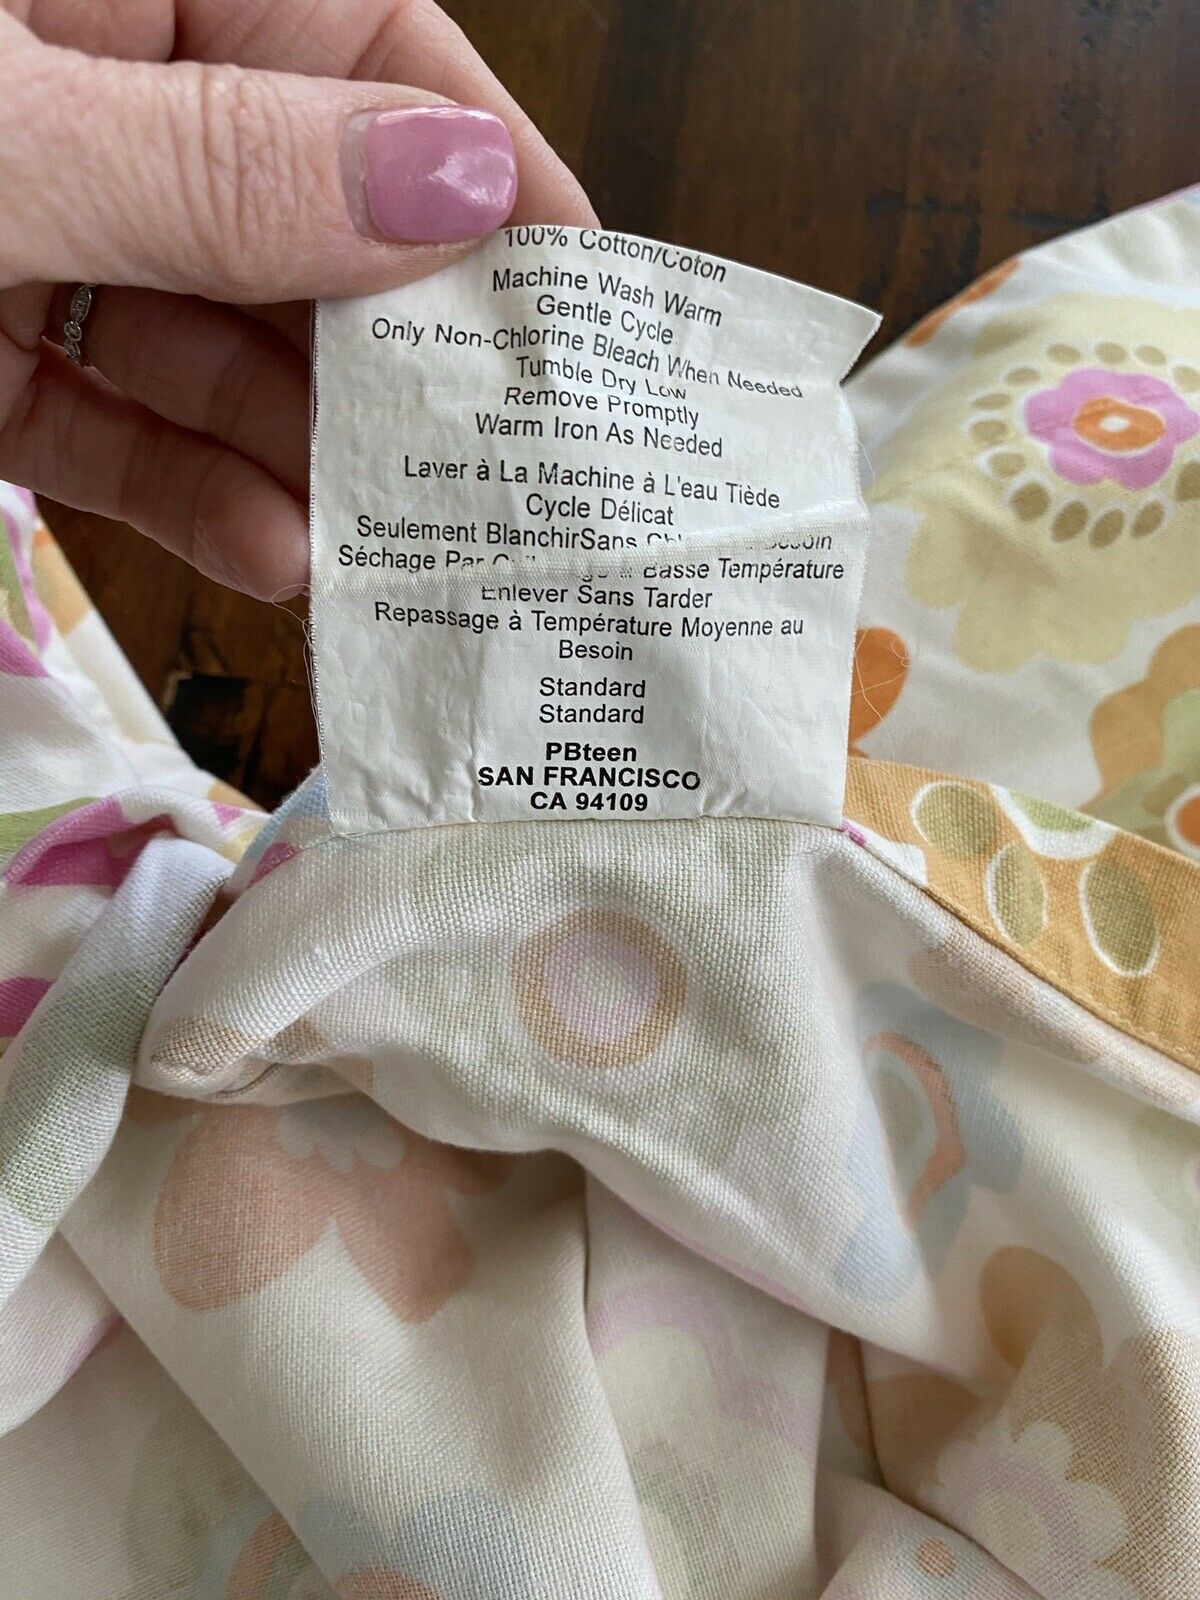 100% Cotton/Coton
Machine Wash Warm
Gentle Cycle
Only Non-Chlorine Bleach When Needed
Tumble Dry Low
Remove Promptly
Warm Iron As Needed
Laver à La Machine à L'eau Tiède
Cycle Délicat
Seulement BlanchirSans
Séchage Par Basse Température
Enlever Sans Tarder
Repassage à Température Moyenne au
Besoin
Standard
Standard
PBteen
SAN FRANCISCO
CA 94109